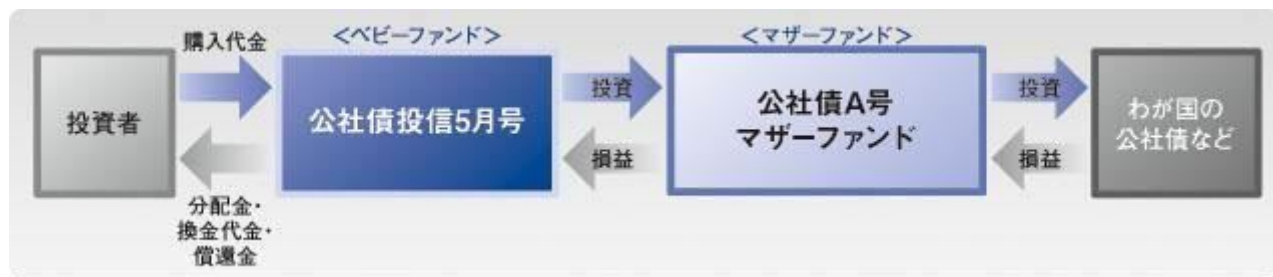 投資者
購入代金
分配金・
換金代金・
償還金
＜ベビーファンド＞
公社債投信5月号
投資
損益
＜マザーファンド＞
公社債A号
マザーファンド
投資
損益
わが国の
公社債など